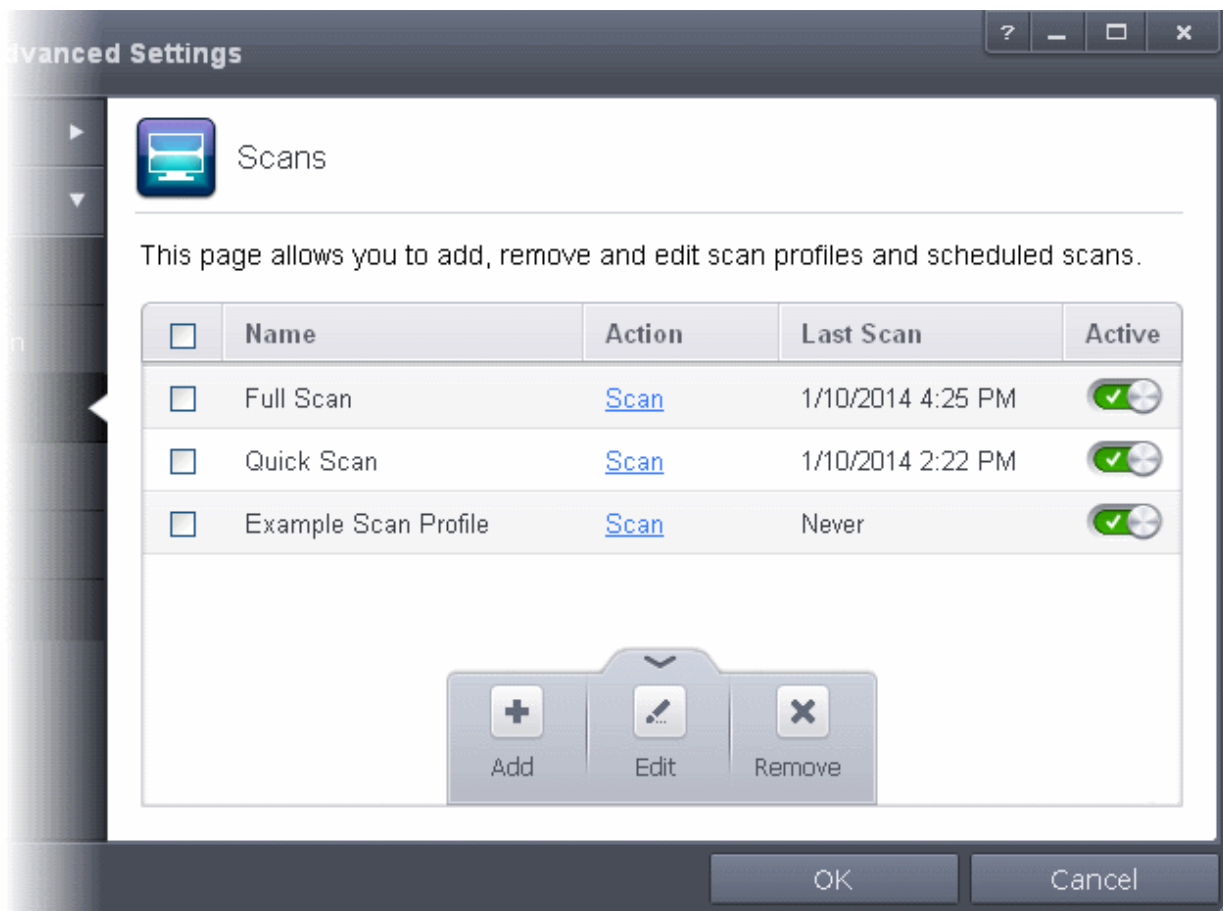 dvanced Settings
?
Scans
This page allows you to add, remove and edit scan profiles and scheduled scans.
Name Action Last Scan Active
Full Scan Scan 1/10/2014 4:25 PM
Quick Scan Scan 1/10/2014 2:22 PM
Example Scan Profile Scan Never
n
Add Edit Remove
OK Cancel